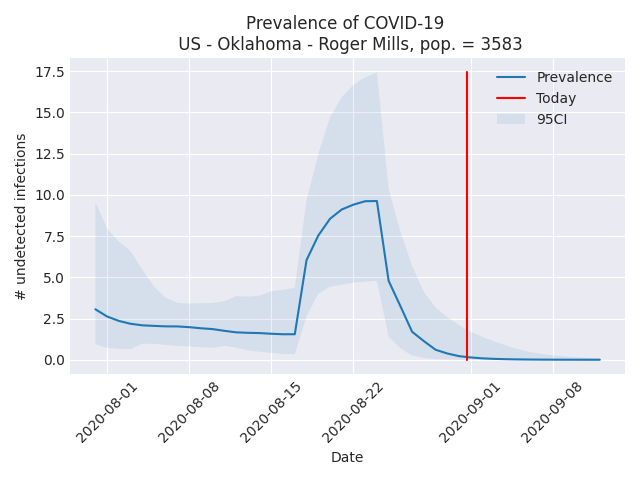 Prevalence of COVID-19
US - Oklahoma - Roger Mills, pop. = 3583
17.5
15.0
12.5
10.0
7.5
5.0
2.5
0.0
# undetected infections
Prevalence
Today
95CI
2020-08-01
2020-08-08
2020-08-15
2020-08-22
2020-09-01
2020-09-08
Date